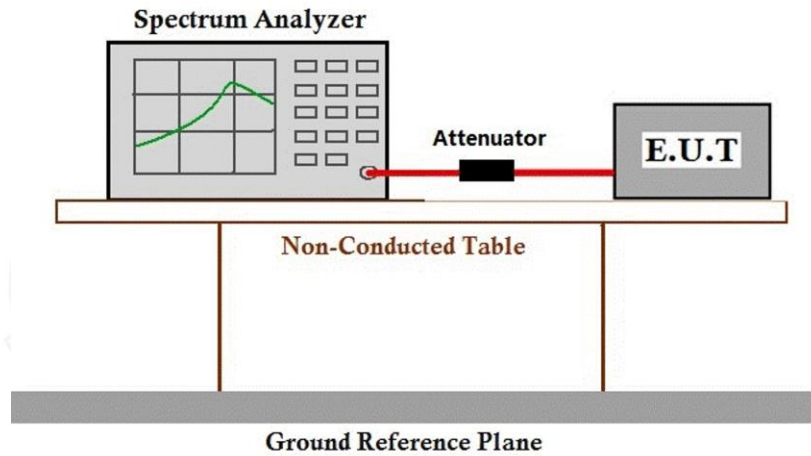 Spectrum Analyzer
Attenuator
E.U.T
Non-Conducted Table
Ground Reference Plane